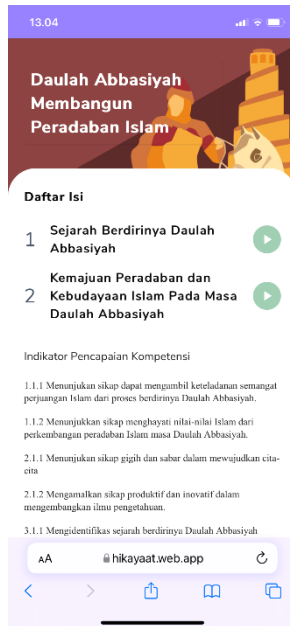 13.04
Daulah Abbasiyah
Membangun
Peradaban Islam
Daftar Isi
1 Sejarah Berdirinya Daulah
Abbasiyah
2 Kemajuan Peradaban dan
Kebudayaan Islam Pada Masa
Daulah Abbasiyah
Indikator Pencapaian Kompetensi
1.1.1 Menunjukan sikap dapat mengambil keteladanan semangat
perjuangan Islam dari proses berdirinya Daulah Abbasiyah.
1.1.2 Menunjukkan sikap menghayati nilai-nilai Islam dari
perkembangan peradaban Islam masa Daulah Abbasiyah.
2.1.1 Menunjukan sikap gigih dan sabar dalam mewujudkan cita-
cita
2.1.2 Mengamalkan sikap produktif dan inovatif dalam
mengembangkan ilmu pengetahuan.
3.1.1 Mengidentifikas sejarah berdirinya Daulah Abbasiyah
AA hikayaat.web.app